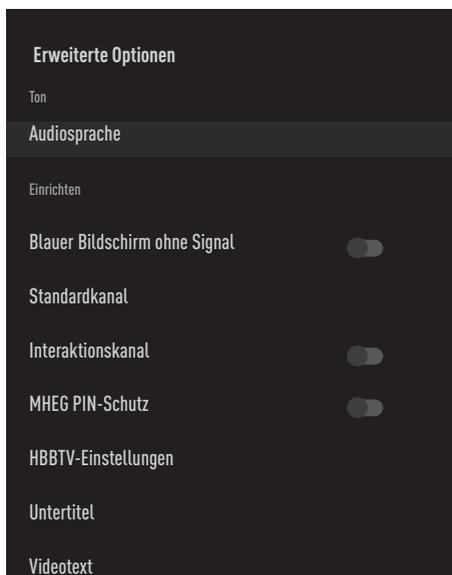 Erweiterte Optionen
Ton
Audiosprache
Einrichten
Blauer Bildschirm ohne Signal
Standardkanal
Interaktionskanal
MHEG PIN-Schutz
HBBTV-Einstellungen
Untertitel
Videotext